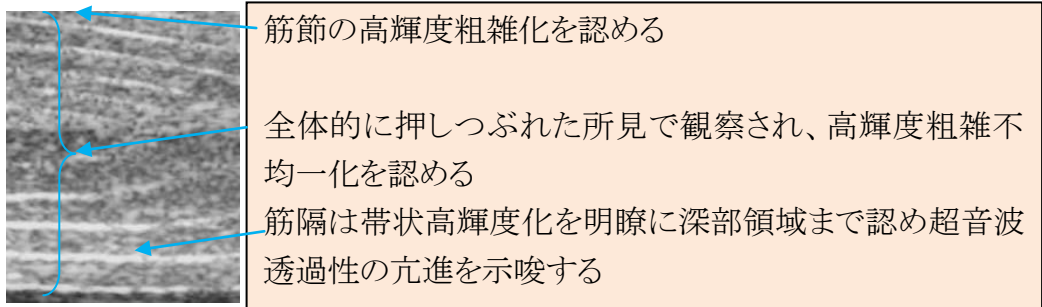 筋節の高輝度粗雑化を認める
全体的に押しつぶれた所見で観察され、高輝度粗雑不
均一化を認める
筋隔は帯状高輝度化を明瞭に深部領域まで認め超音波
透過性の亢進を示唆する